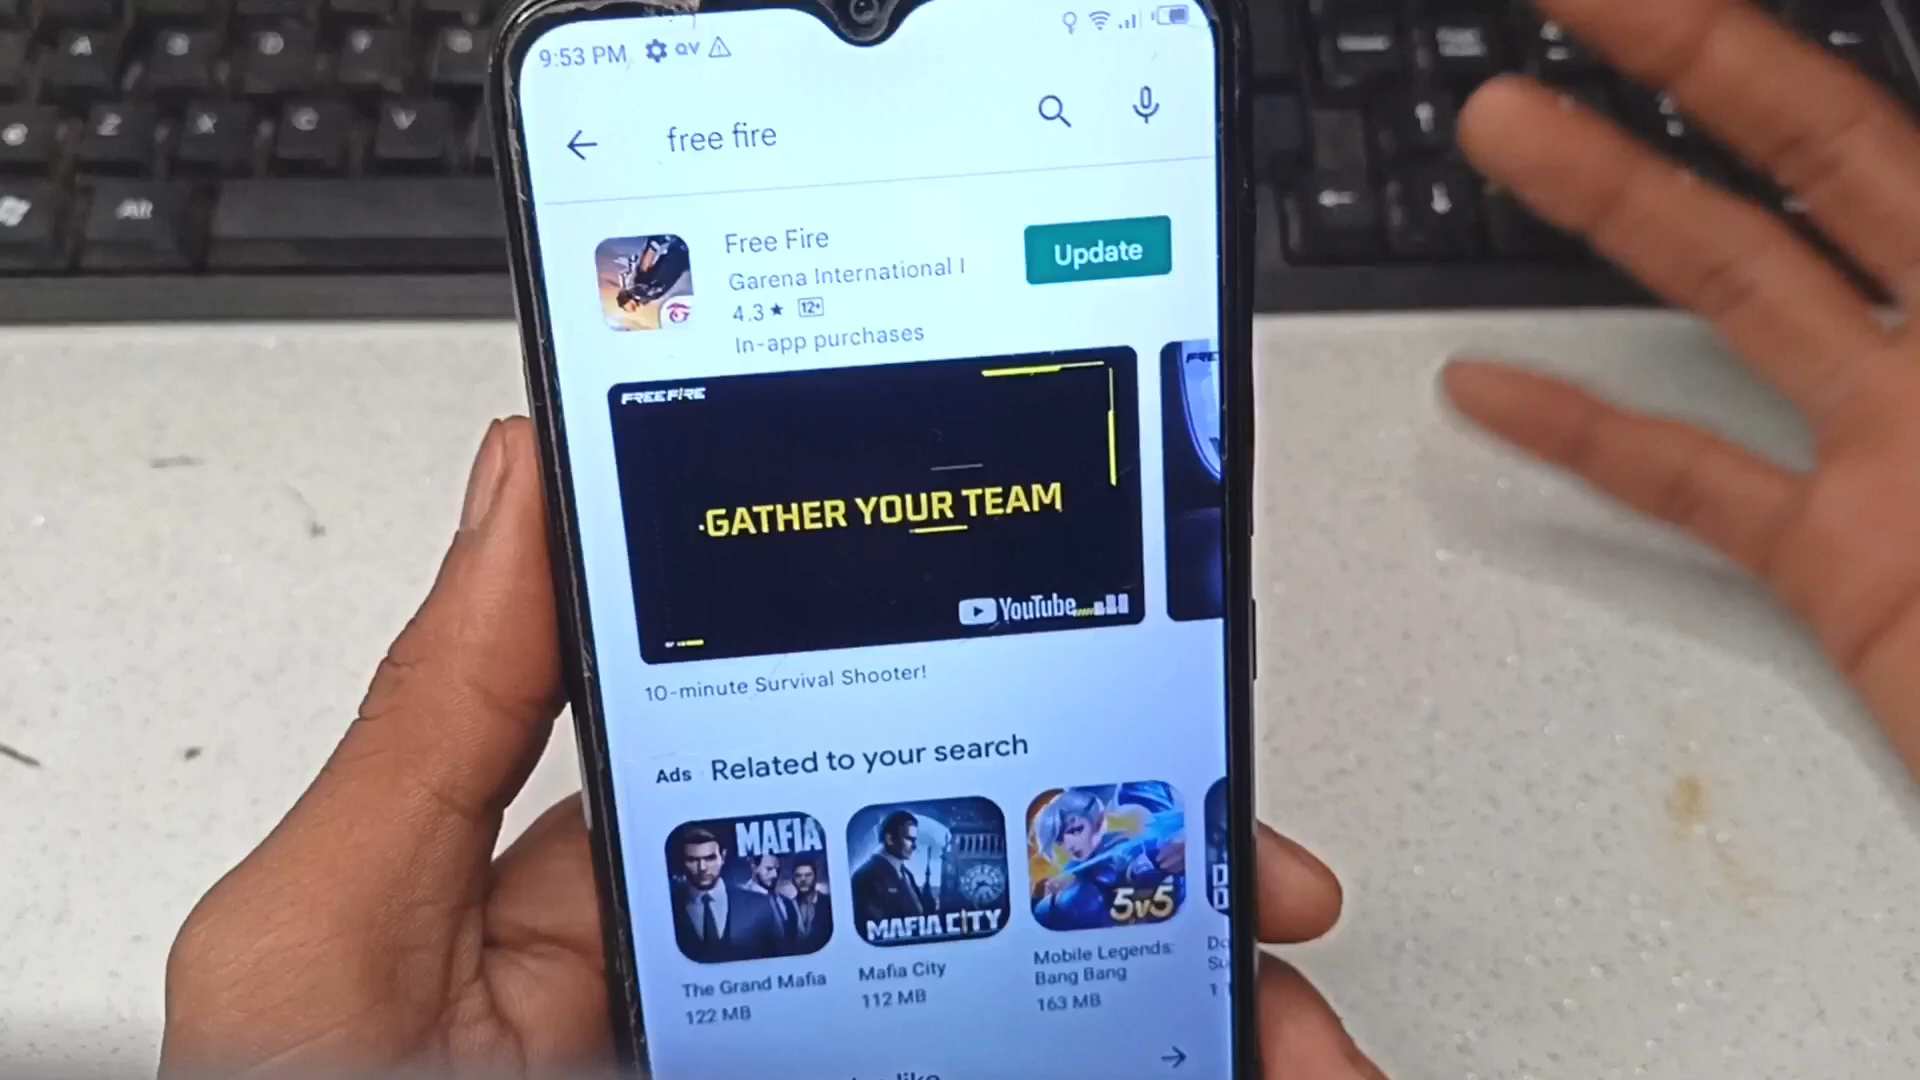 9:53 PM
free fire
Free Fire
Update
Garena International I
4.3★ 12+
In-app purchases
FREE FIRE
GATHER YOUR TEAM
YouTube
10-minute Survival Shooter!
Ads · Related to your search
MAFIA
MAFIA CITY
5v5
The Grand Mafia
122 MB
Mafia City
112 MB
Mobile Legends:
Bang Bang
163 MB
A
S
D
F
Z
X
C
V
Alt